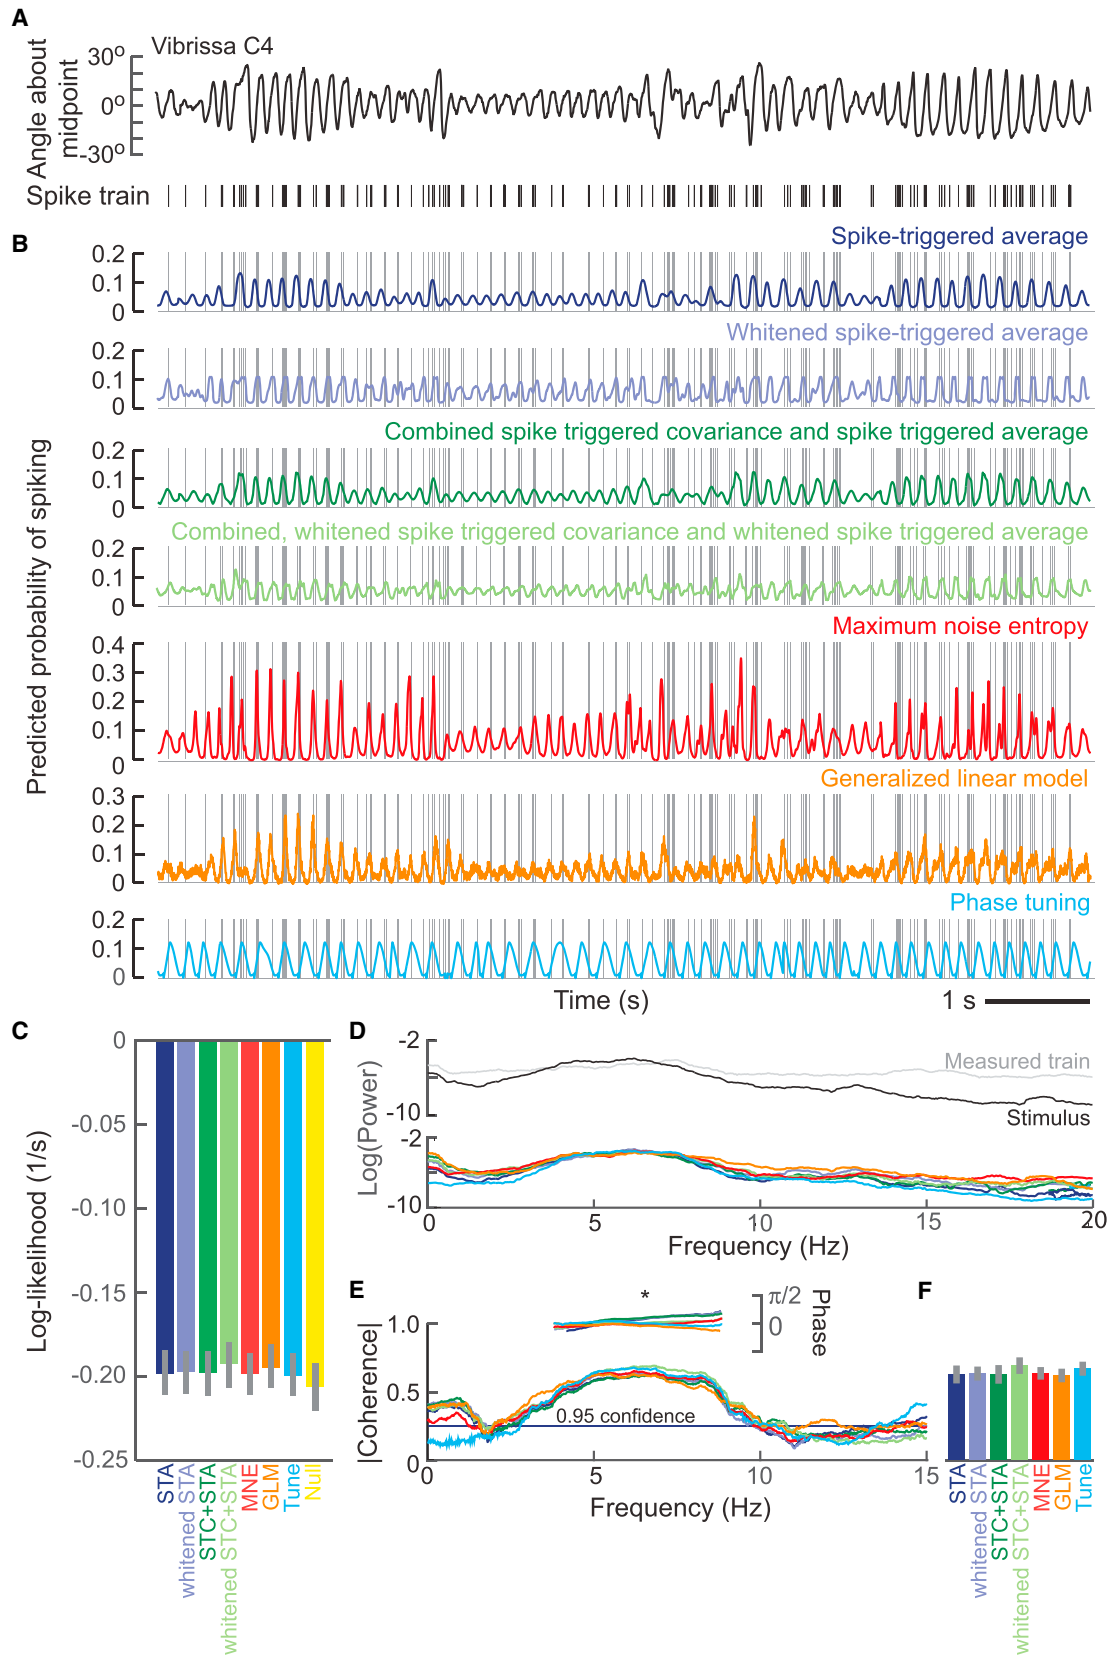 A
Vibrissa C4
Angle about
midpoint
30º
0º
-30º
Spike train
B
Predicted probability of spiking
Spike-triggered average
0.2
0.1
0
Whitened spike-triggered average
0.2
0.1
0
Combined spike triggered covariance and spike triggered average
0.2
0.1
0
Combined, whitened spike triggered covariance and whitened spike triggered average
0.2
0.1
0
Maximum noise entropy
0.4
0.3
0.2
0.1
0
Generalized linear model
0.3
0.2
0.1
0
Phase tuning
0.2
0.1
0
Time (s)
1 s
C
Log-likelihood (1/s)
0
-0.05
-0.10
-0.15
-0.20
-0.25
STA
whitened STA
STC+STA
whitened STC+STA
MNE
GLM
Tune
Null
D
Log(Power)
-2
-10
Measured train
Stimulus
-2
-10
0
5
10
15
20
Frequency (Hz)
E
*
π/2
0
Phase
|Coherence|
1.0
0.5
0
0.95 confidence
5
10
15
Frequency (Hz)
F
STA
whitened STA
STC+STA
whitened STC+STA
MNE
GLM
Tune